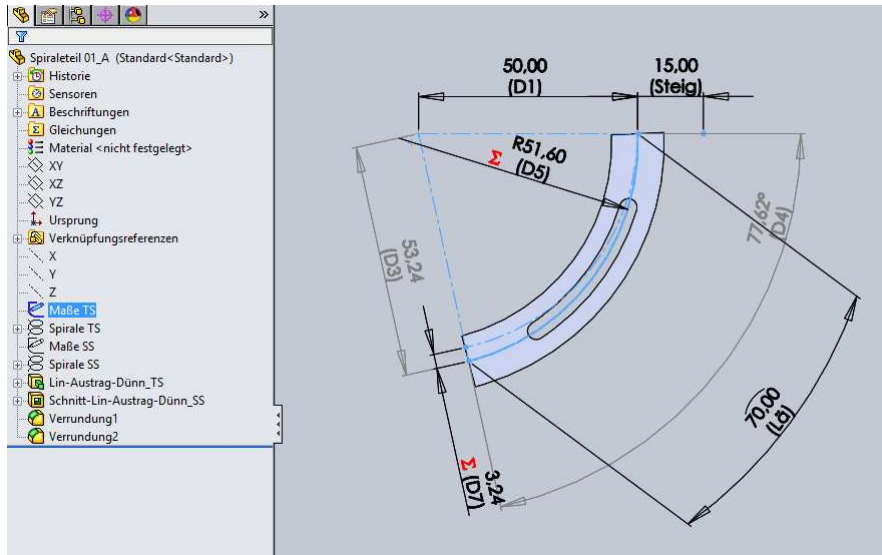 Spiraleteil 01_A (Standard<Standard>)
Historie
Sensoren
Beschriftungen
Gleichungen
Material <nicht festgelegt>
XY
XZ
YZ
Ursprung
Verknüpfungsreferenzen
X
Y
Z
Maße TS
Spirale TS
Maße SS
Spirale SS
Lin-Austrag-Dünn_TS
Schnitt-Lin-Austrag-Dünn_SS
Verrundung1
Verrundung2
50,00
(D1)
15,00
(Steig)
Σ R51,60
(D5)
53,24
(D3)
77,62°
(D4)
70,00
(Lä)
Σ 3,24
(D7)